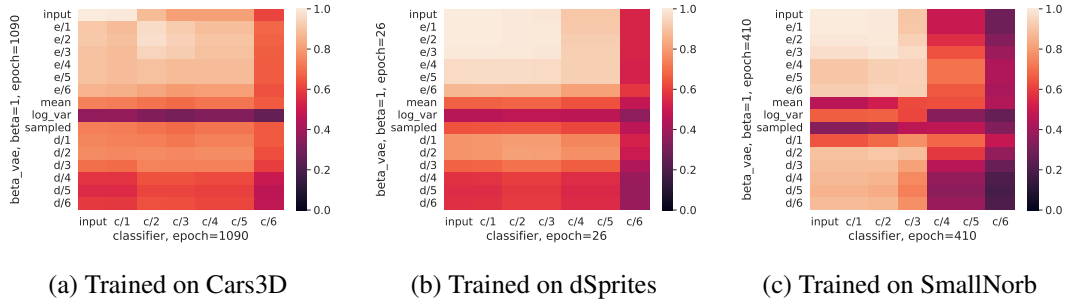 beta_vae, beta=1, epoch=1090
input
e/1
e/2
e/3
e/4
e/5
e/6
mean
log_var
sampled
d/1
d/2
d/3
d/4
d/5
d/6
input c/1 c/2 c/3 c/4 c/5 c/6
classifier, epoch=1090
1.0
0.8
0.6
0.4
0.2
0.0
(a) Trained on Cars3D
beta_vae, beta=1, epoch=26
input
e/1
e/2
e/3
e/4
e/5
e/6
mean
log_var
sampled
d/1
d/2
d/3
d/4
d/5
d/6
input c/1 c/2 c/3 c/4 c/5 c/6
classifier, epoch=26
1.0
0.8
0.6
0.4
0.2
0.0
(b) Trained on dSprites
beta_vae, beta=1, epoch=410
input
e/1
e/2
e/3
e/4
e/5
e/6
mean
log_var
sampled
d/1
d/2
d/3
d/4
d/5
d/6
input c/1 c/2 c/3 c/4 c/5 c/6
classifier, epoch=410
1.0
0.8
0.6
0.4
0.2
0.0
(c) Trained on SmallNorb